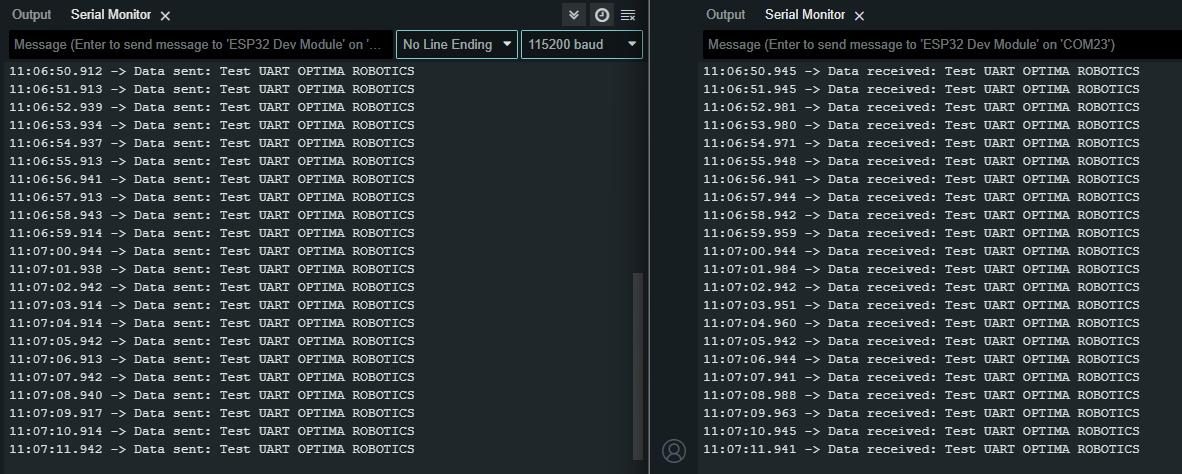 Output Serial Monitor
Message (Enter to send message to 'ESP32 Dev Module' on '... No Line Ending 115200 baud
11:06:50.912 -> Data sent: Test UART OPTIMA ROBOTICS
11:06:51.913 -> Data sent: Test UART OPTIMA ROBOTICS
11:06:52.939 -> Data sent: Test UART OPTIMA ROBOTICS
11:06:53.934 -> Data sent: Test UART OPTIMA ROBOTICS
11:06:54.937 -> Data sent: Test UART OPTIMA ROBOTICS
11:06:55.913 -> Data sent: Test UART OPTIMA ROBOTICS
11:06:56.941 -> Data sent: Test UART OPTIMA ROBOTICS
11:06:57.913 -> Data sent: Test UART OPTIMA ROBOTICS
11:06:58.943 -> Data sent: Test UART OPTIMA ROBOTICS
11:06:59.914 -> Data sent: Test UART OPTIMA ROBOTICS
11:07:00.944 -> Data sent: Test UART OPTIMA ROBOTICS
11:07:01.938 -> Data sent: Test UART OPTIMA ROBOTICS
11:07:02.942 -> Data sent: Test UART OPTIMA ROBOTICS
11:07:03.914 -> Data sent: Test UART OPTIMA ROBOTICS
11:07:04.914 -> Data sent: Test UART OPTIMA ROBOTICS
11:07:05.942 -> Data sent: Test UART OPTIMA ROBOTICS
11:07:06.913 -> Data sent: Test UART OPTIMA ROBOTICS
11:07:07.942 -> Data sent: Test UART OPTIMA ROBOTICS
11:07:08.940 -> Data sent: Test UART OPTIMA ROBOTICS
11:07:09.917 -> Data sent: Test UART OPTIMA ROBOTICS
11:07:10.914 -> Data sent: Test UART OPTIMA ROBOTICS
11:07:11.942 -> Data sent: Test UART OPTIMA ROBOTICS
Output Serial Monitor
Message (Enter to send message to 'ESP32 Dev Module' on 'COM23')
11:06:50.945 -> Data received: Test UART OPTIMA ROBOTICS
11:06:51.945 -> Data received: Test UART OPTIMA ROBOTICS
11:06:52.981 -> Data received: Test UART OPTIMA ROBOTICS
11:06:53.980 -> Data received: Test UART OPTIMA ROBOTICS
11:06:54.971 -> Data received: Test UART OPTIMA ROBOTICS
11:06:55.948 -> Data received: Test UART OPTIMA ROBOTICS
11:06:56.941 -> Data received: Test UART OPTIMA ROBOTICS
11:06:57.944 -> Data received: Test UART OPTIMA ROBOTICS
11:06:58.942 -> Data received: Test UART OPTIMA ROBOTICS
11:06:59.959 -> Data received: Test UART OPTIMA ROBOTICS
11:07:00.944 -> Data received: Test UART OPTIMA ROBOTICS
11:07:01.984 -> Data received: Test UART OPTIMA ROBOTICS
11:07:02.942 -> Data received: Test UART OPTIMA ROBOTICS
11:07:03.951 -> Data received: Test UART OPTIMA ROBOTICS
11:07:04.960 -> Data received: Test UART OPTIMA ROBOTICS
11:07:05.942 -> Data received: Test UART OPTIMA ROBOTICS
11:07:06.944 -> Data received: Test UART OPTIMA ROBOTICS
11:07:07.941 -> Data received: Test UART OPTIMA ROBOTICS
11:07:08.988 -> Data received: Test UART OPTIMA ROBOTICS
11:07:09.963 -> Data received: Test UART OPTIMA ROBOTICS
11:07:10.945 -> Data received: Test UART OPTIMA ROBOTICS
11:07:11.941 -> Data received: Test UART OPTIMA ROBOTICS